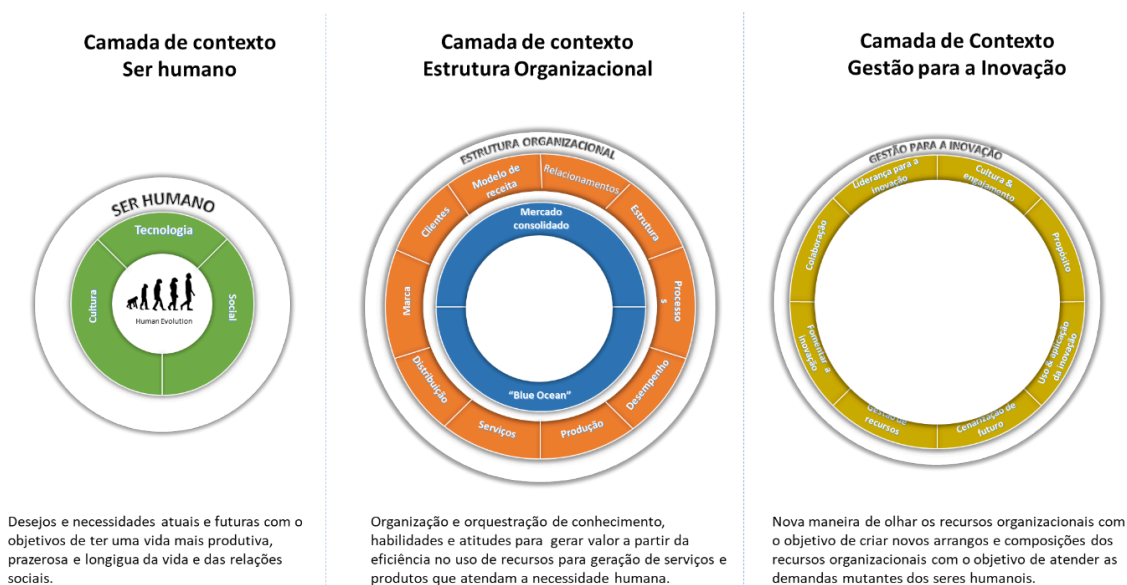 Camada de contexto
Ser humano
SER HUMANO
Tecnologia
Cultura
Social
Human Evolution
Desejos e necessidades atuais e futuras com o
objetivos de ter uma vida mais produtiva,
prazerosa e longigua da vida e das relações
sociais.
Camada de contexto
Estrutura Organizacional
ESTRUTURA ORGANIZACIONAL
Modelo de
receita
Relacionamentos
Estrutura
Processo
s
Desempenho
Produção
Serviços
Distribuição
Marca
Clientes
Mercado
consolidado
“Blue Ocean”
Organização e orquestração de conhecimento,
habilidades e atitudes para gerar valor a partir da
eficiência no uso de recursos para geração de serviços e
produtos que atendam a necessidade humana.
Camada de Contexto
Gestão para a Inovação
GESTÃO PARA A INOVAÇÃO
Liderança para a
inovação
Cultura &
engajamento
Propósito
Uso & aplicação
da inovação
Cenarização de
futuro
Gestão de
recursos
Fomentar a
inovação
Colaboração
Nova maneira de olhar os recursos organizacionais com
o objetivo de criar novos arranjos e composições dos
recursos organizacionais com o objetivo de atender as
demandas mutantes dos seres humanais.